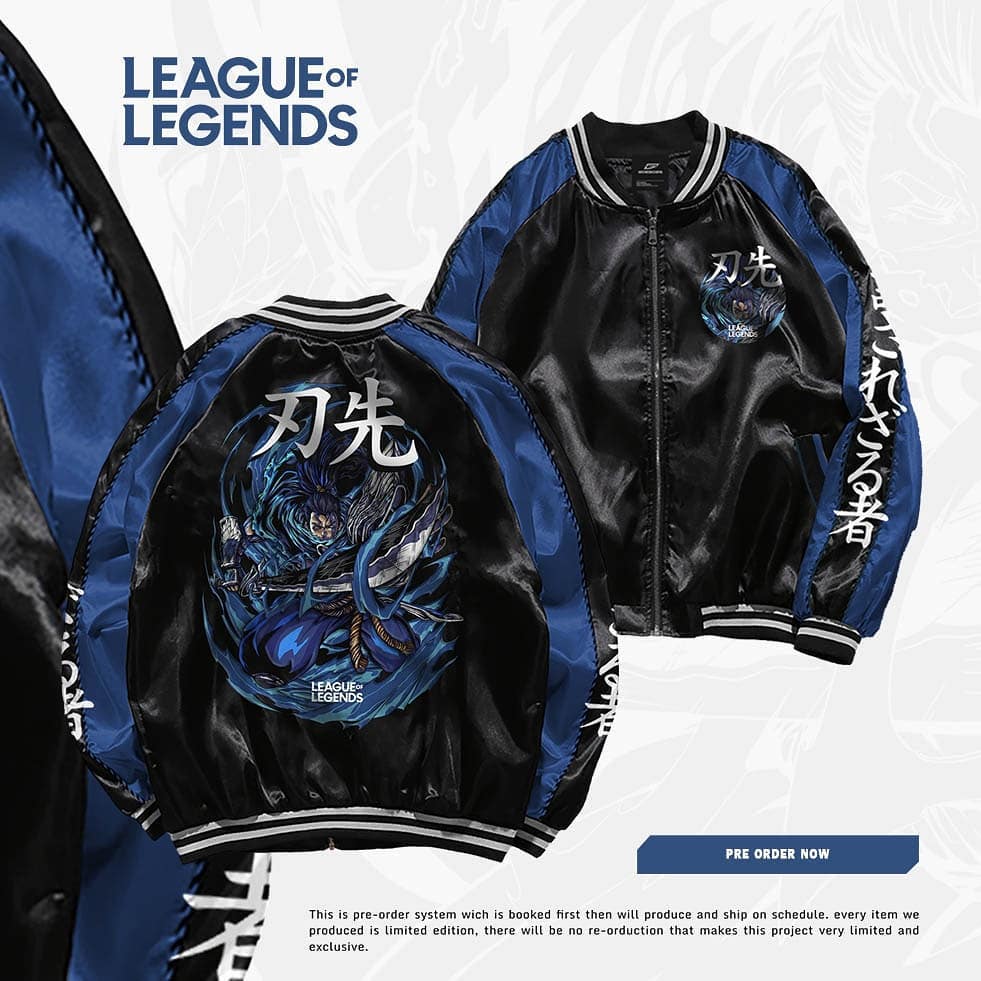 LEAGUE OF
LEGENDS
刃先
LEAGUE OF
LEGENDS
これざる者
刃先
LEAGUE OF
LEGENDS
PRE ORDER NOW
This is pre-order system wich is booked first then will produce and ship on schedule. every item we
produced is limited edition, there will be no re-orduction that makes this project very limited and
exclusive.